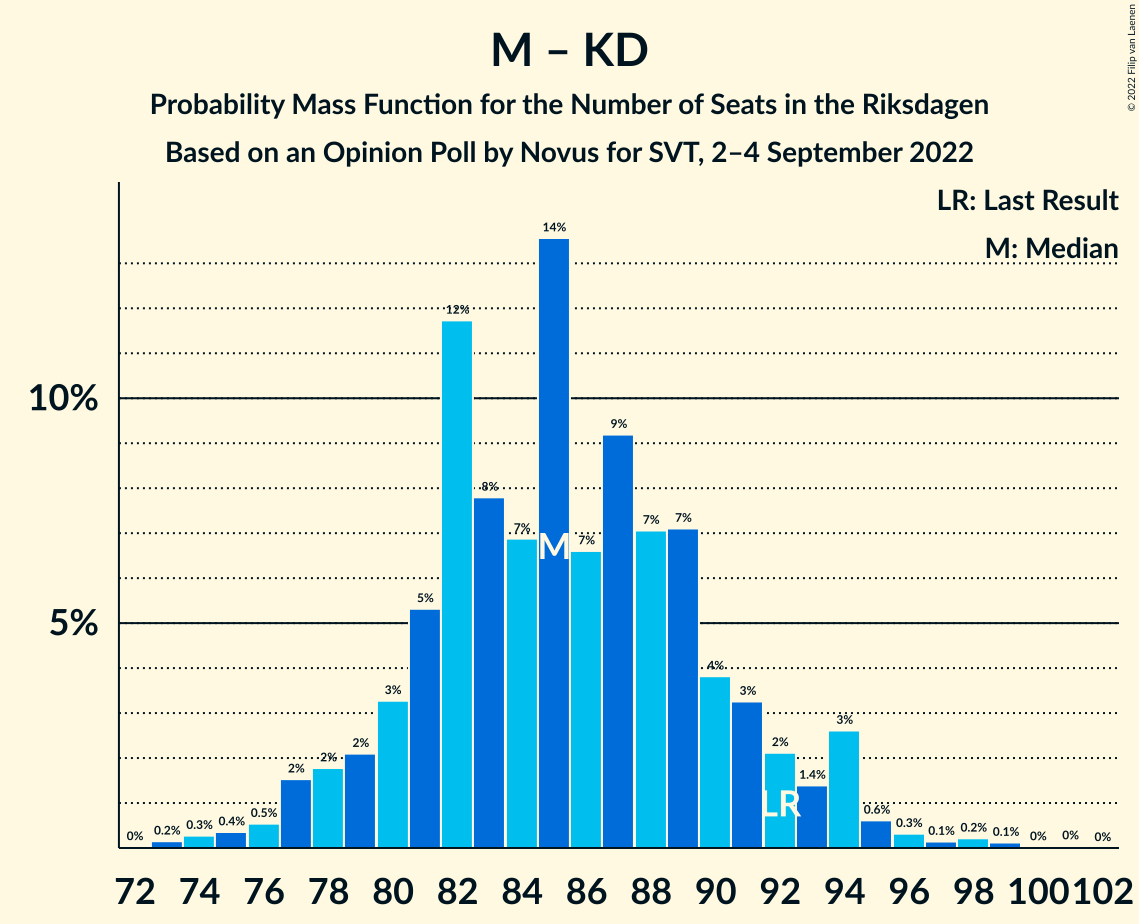 M – KD
Probability Mass Function for the Number of Seats in the Riksdagen
Based on an Opinion Poll by Novus for SVT, 2–4 September 2022
© 2022 Filip van Laenen
LR: Last Result
M: Median
10%
5%
0% 0.2% 0.3% 0.4% 0.5% 2% 2% 2% 3% 5% 12% 8% 7% 14% 7% 9% 7% 7% 4% 3% 2% 1.4% 3% 0.6% 0.3% 0.1% 0.2% 0.1% 0% 0% 0%
M
LR
72 74 76 78 80 82 84 86 88 90 92 94 96 98 100 102